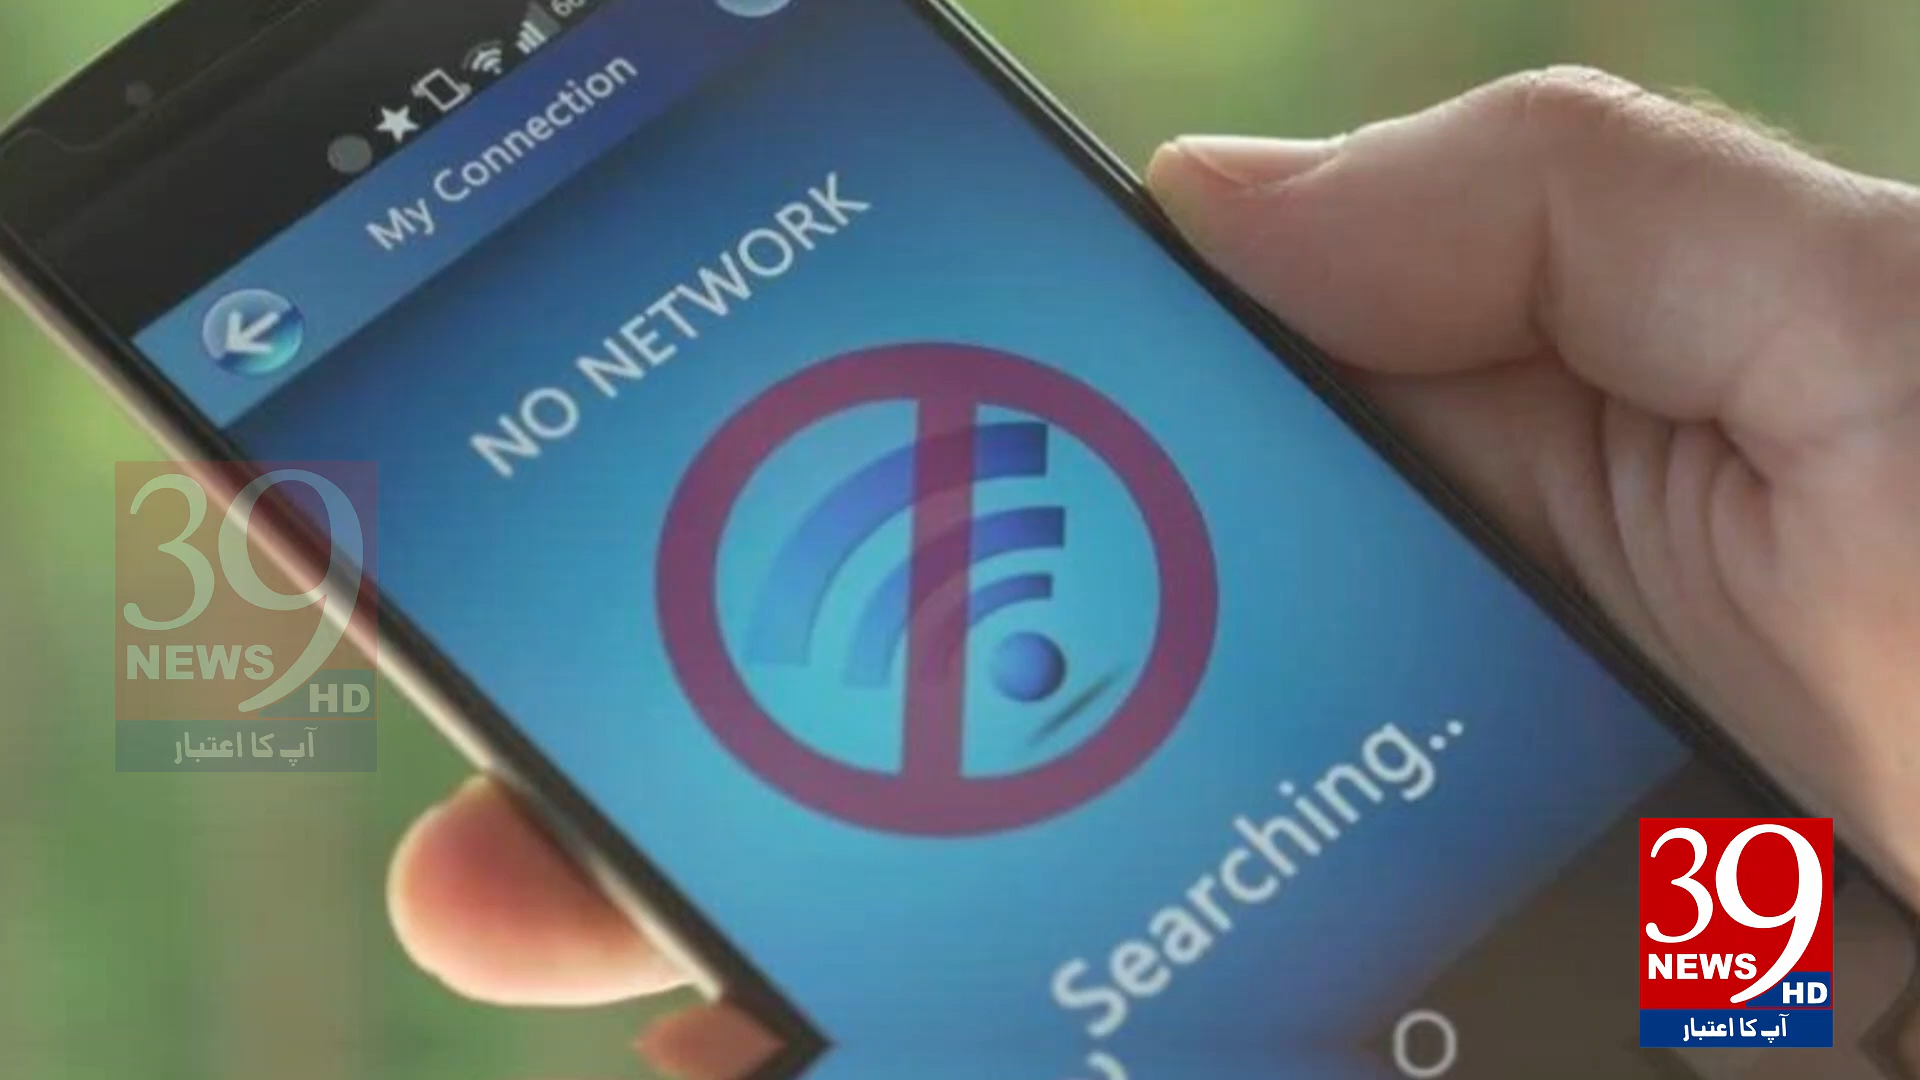 My Connection
NO NETWORK
Searching..
39
NEWS
HD
آپ کا اعتبار
39
NEWS
HD
آپ کا اعتبار